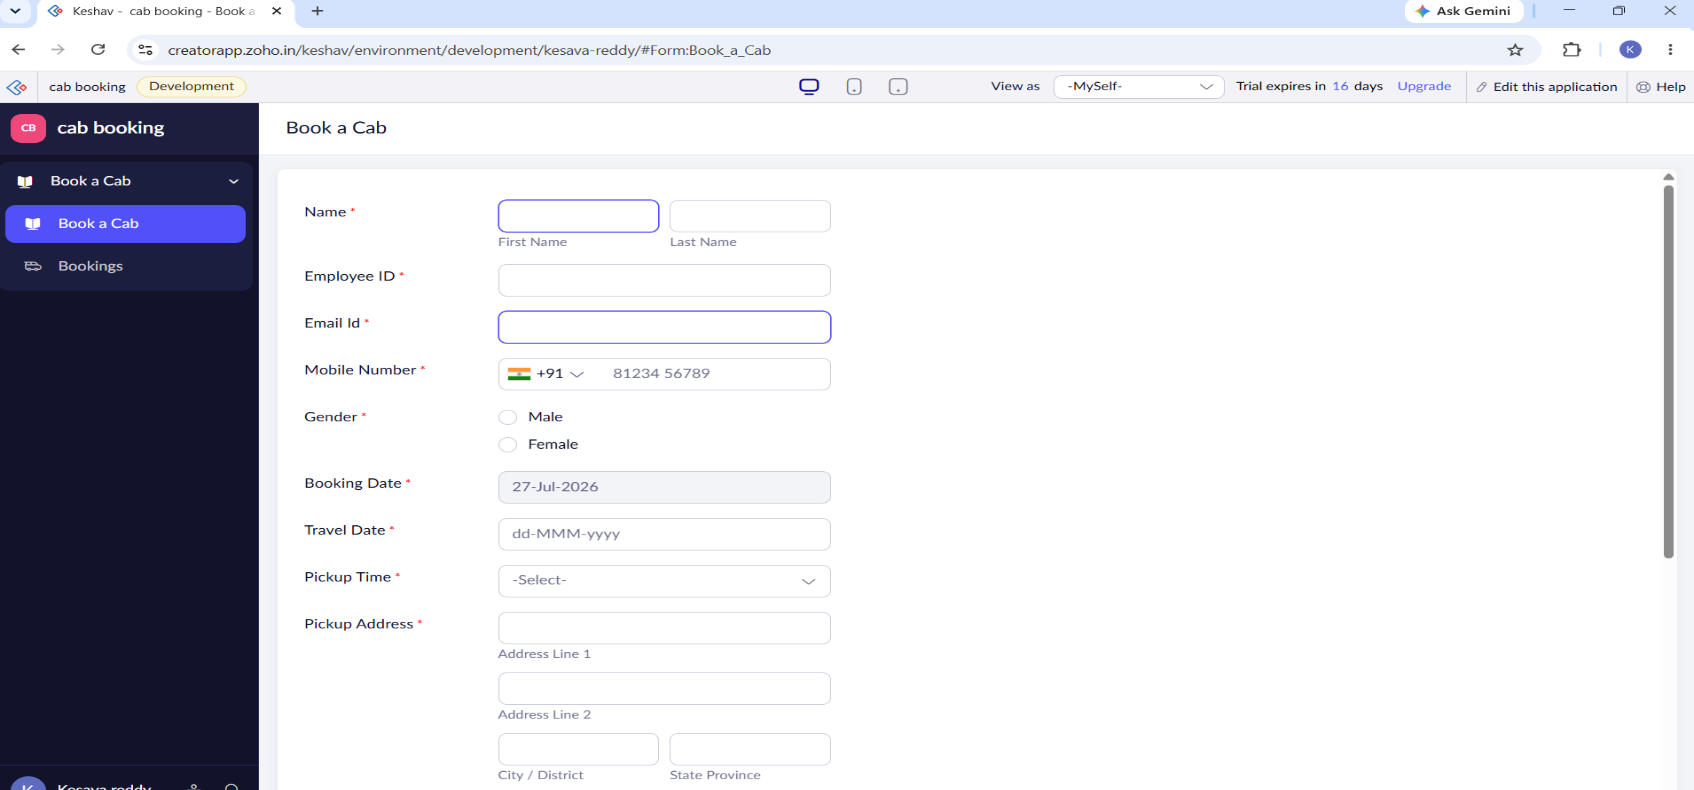 Keshav - cab booking - Book a
Ask Gemini
creatorapp.zoho.in/keshav/environment/development/kesava-reddy/#Form:Book_a_Cab
K
cab booking
Development
View as
-MySelf-
Trial expires in 16 days
Upgrade
Edit this application
Help
CB
cab booking
Book a Cab
Book a Cab
Book a Cab
Bookings
Name *
First Name
Last Name
Employee ID *
Email Id *
Mobile Number *
+91
81234 56789
Gender *
Male
Female
Booking Date *
27-Jul-2026
Travel Date *
dd-MMM-yyyy
Pickup Time *
-Select-
Pickup Address *
Address Line 1
Address Line 2
City / District
State Province
K
Kesava reddy